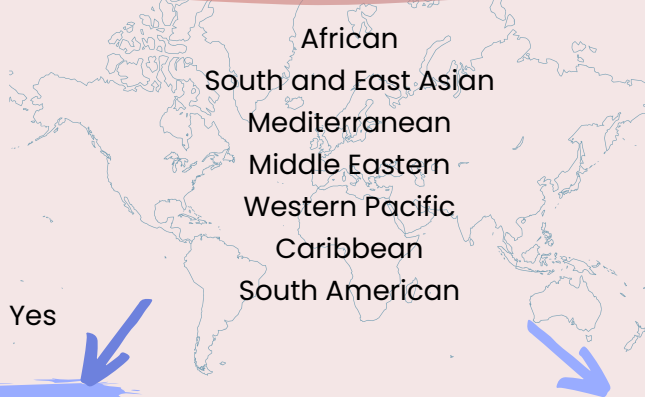 African
South and East Asian
Mediterranean
Middle Eastern
Western Pacific
Caribbean
South American
Yes